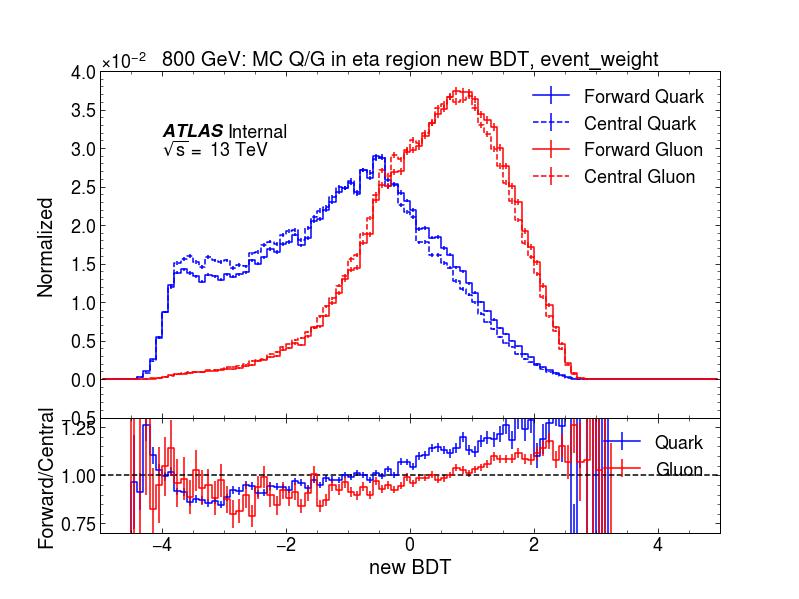 ×10−2 800 GeV: MC Q/G in eta region new BDT, event_weight
4.0
3.5
3.0
2.5
2.0
1.5
1.0
0.5
0.0
0.5
Normalized
ATLAS Internal
√s = 13 TeV
Forward Quark
Central Quark
Forward Gluon
Central Gluon
1.25
1.00
0.75
Forward/Central
Quark
Gluon
−4 −2 0 2 4
new BDT